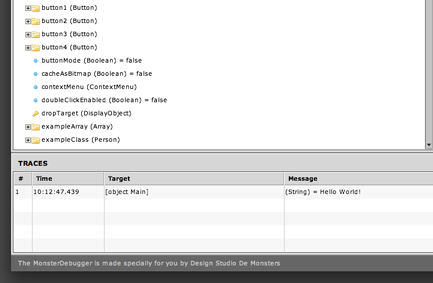 button1 (Button)
button2 (Button)
button3 (Button)
button4 (Button)
buttonMode (Boolean) = false
cacheAsBitmap (Boolean) = false
contextMenu (ContextMenu)
doubleClickEnabled (Boolean) = false
dropTarget (DisplayObject)
exampleArray (Array)
exampleClass (Person)
TRACES
# Time Target Message
1 10:12:47.439 [object Main] (String) = Hello World!
The MonsterDebugger is made specially for you by Design Studio De Monsters